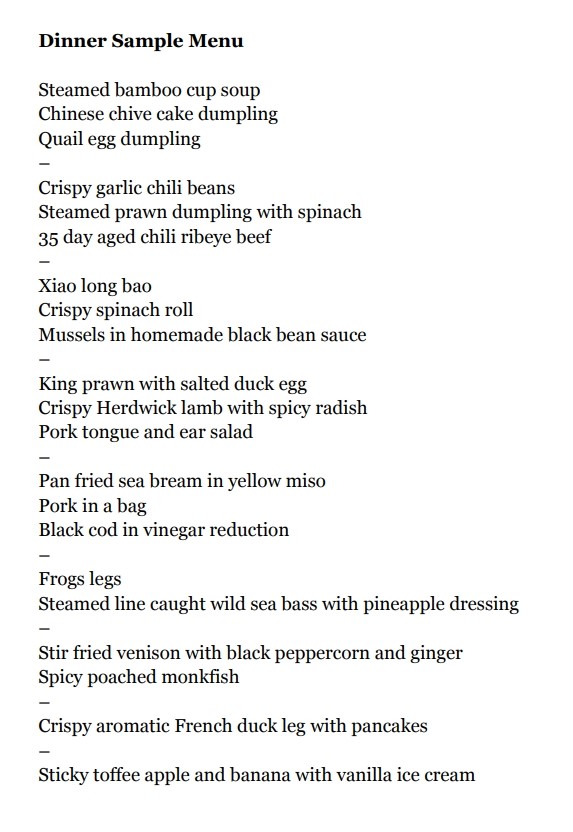 Dinner Sample Menu
Steamed bamboo cup soup
Chinese chive cake dumpling
Quail egg dumpling
–
Crispy garlic chili beans
Steamed prawn dumpling with spinach
35 day aged chili ribeye beef
–
Xiao long bao
Crispy spinach roll
Mussels in homemade black bean sauce
–
King prawn with salted duck egg
Crispy Herdwick lamb with spicy radish
Pork tongue and ear salad
–
Pan fried sea bream in yellow miso
Pork in a bag
Black cod in vinegar reduction
–
Frogs legs
Steamed line caught wild sea bass with pineapple dressing
–
Stir fried venison with black peppercorn and ginger
Spicy poached monkfish
–
Crispy aromatic French duck leg with pancakes
–
Sticky toffee apple and banana with vanilla ice cream